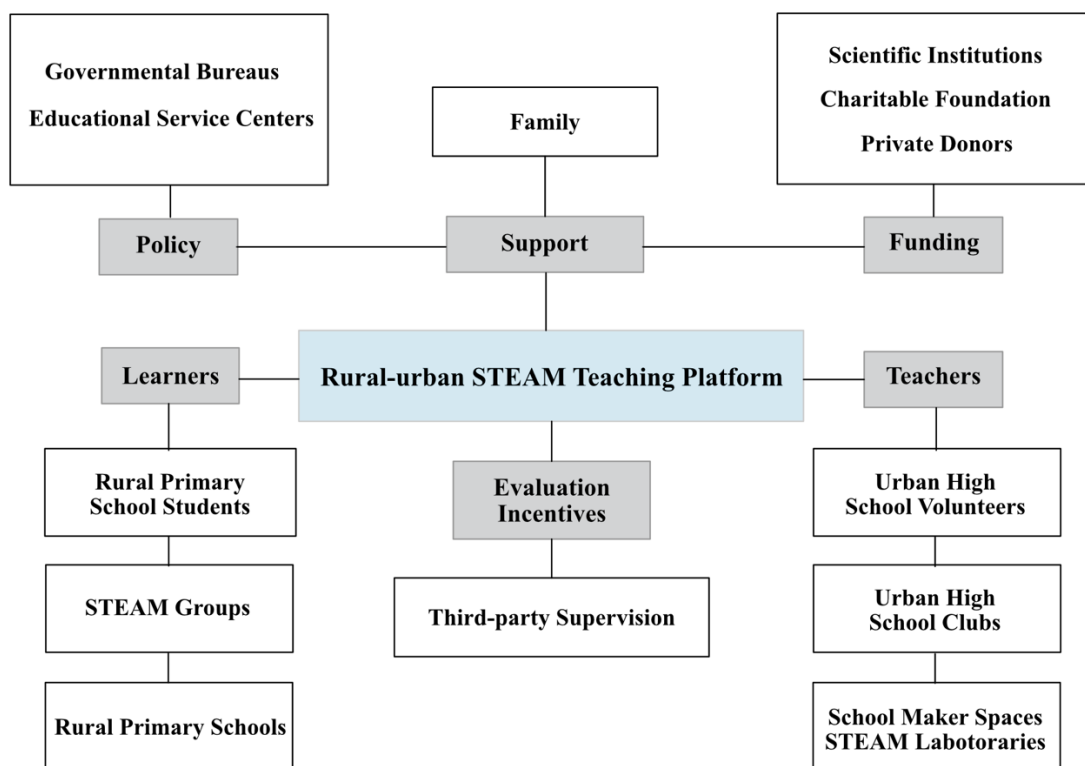 Governmental Bureaus
Educational Service Centers
Family
Scientific Institutions
Charitable Foundation
Private Donors
Policy
Support
Funding
Learners
Rural-urban STEAM Teaching Platform
Teachers
Rural Primary
School Students
Evaluation
Incentives
Urban High
School Volunteers
STEAM Groups
Third-party Supervision
Urban High
School Clubs
Rural Primary Schools
School Maker Spaces
STEAM Labotoraries